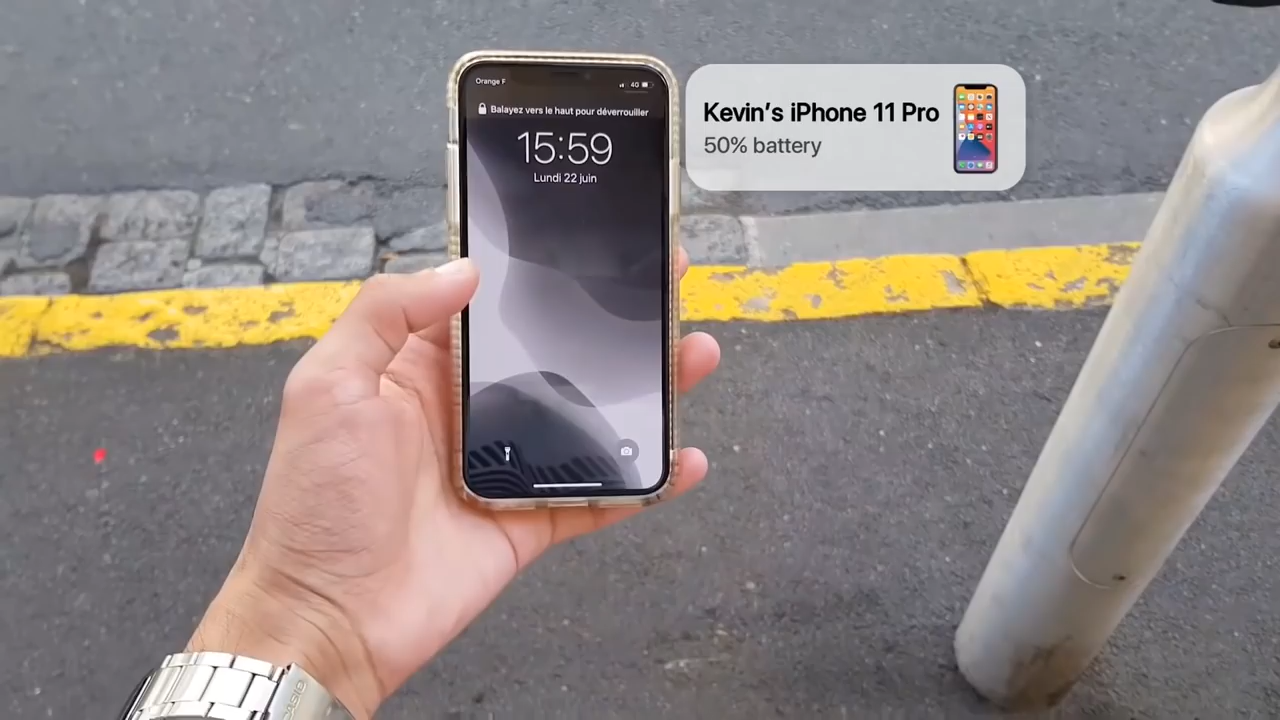 Orange F
4G
Balayez vers le haut pour déverrouiller
15:59
Lundi 22 juin
Kevin’s iPhone 11 Pro
50% battery
CASIO